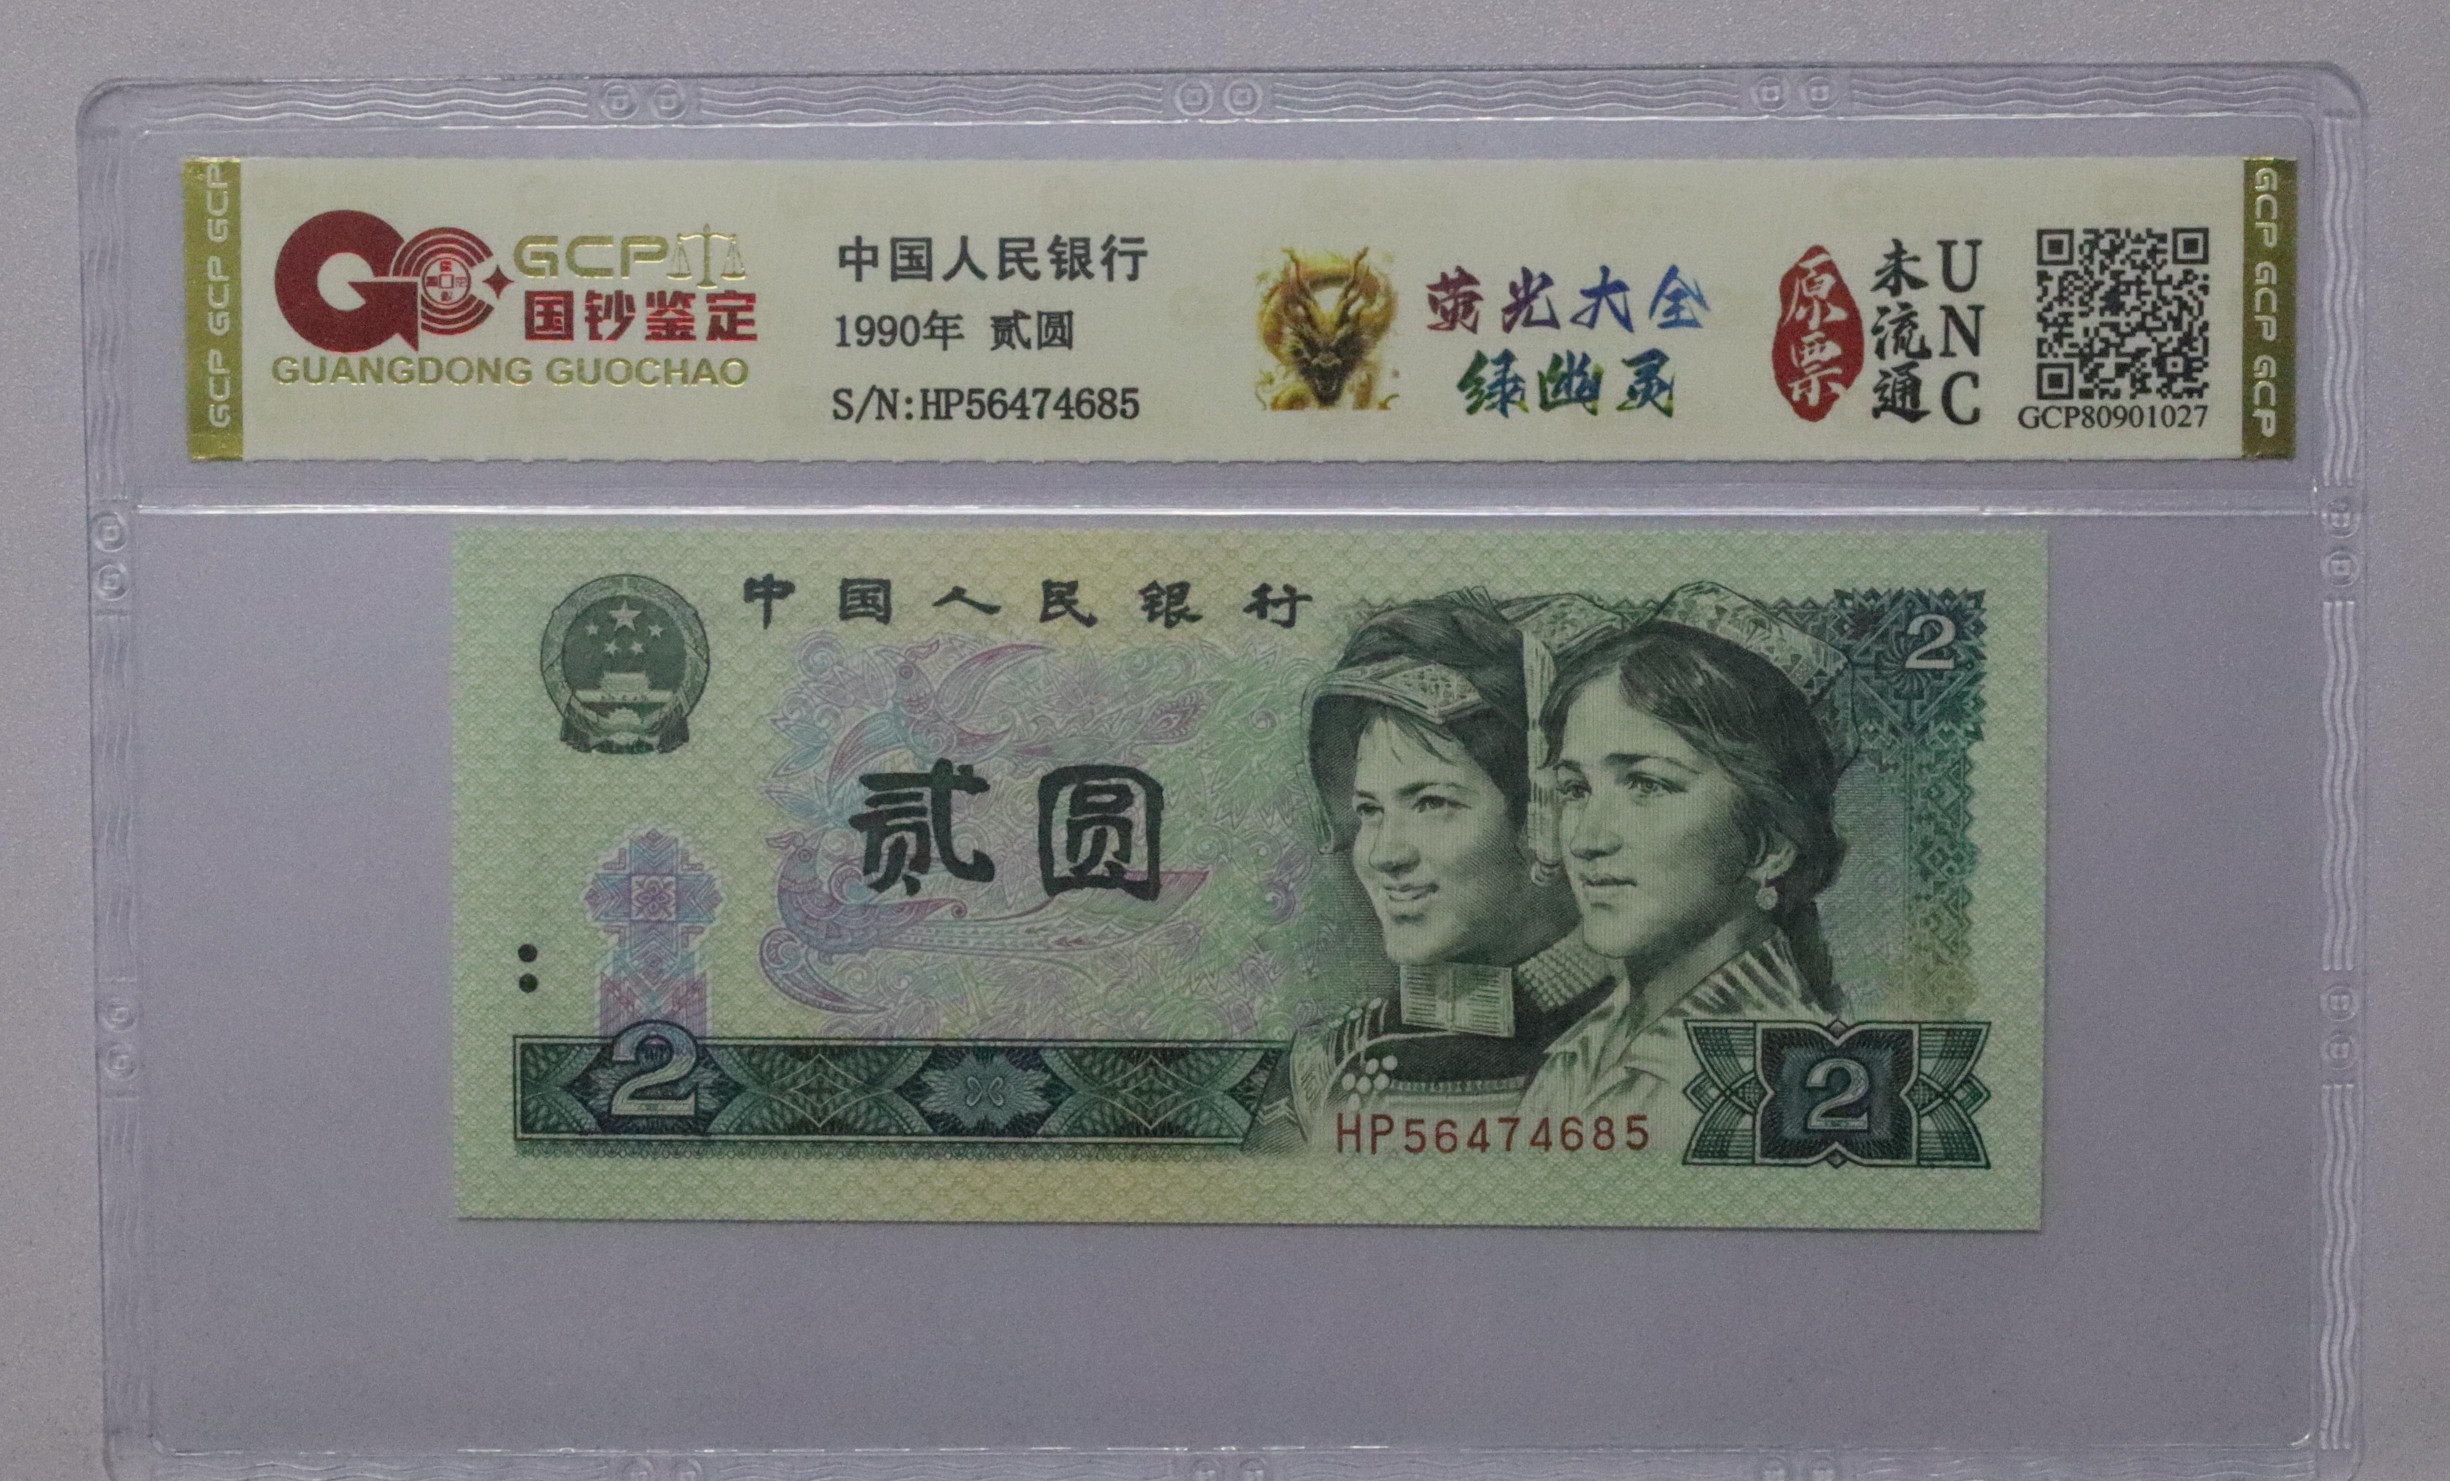 GCP GCP GCP
GCP
国钞鉴定
GUANGDONG GUOCHAO
中国人民银行
1990年 贰圆
S/N:HP56474685
荧光大全
绿幽灵
原票
未流通
UNC
GCP80901027
GCP GCP GCP
中国人民银行
2
贰圆
2
HP56474685
2